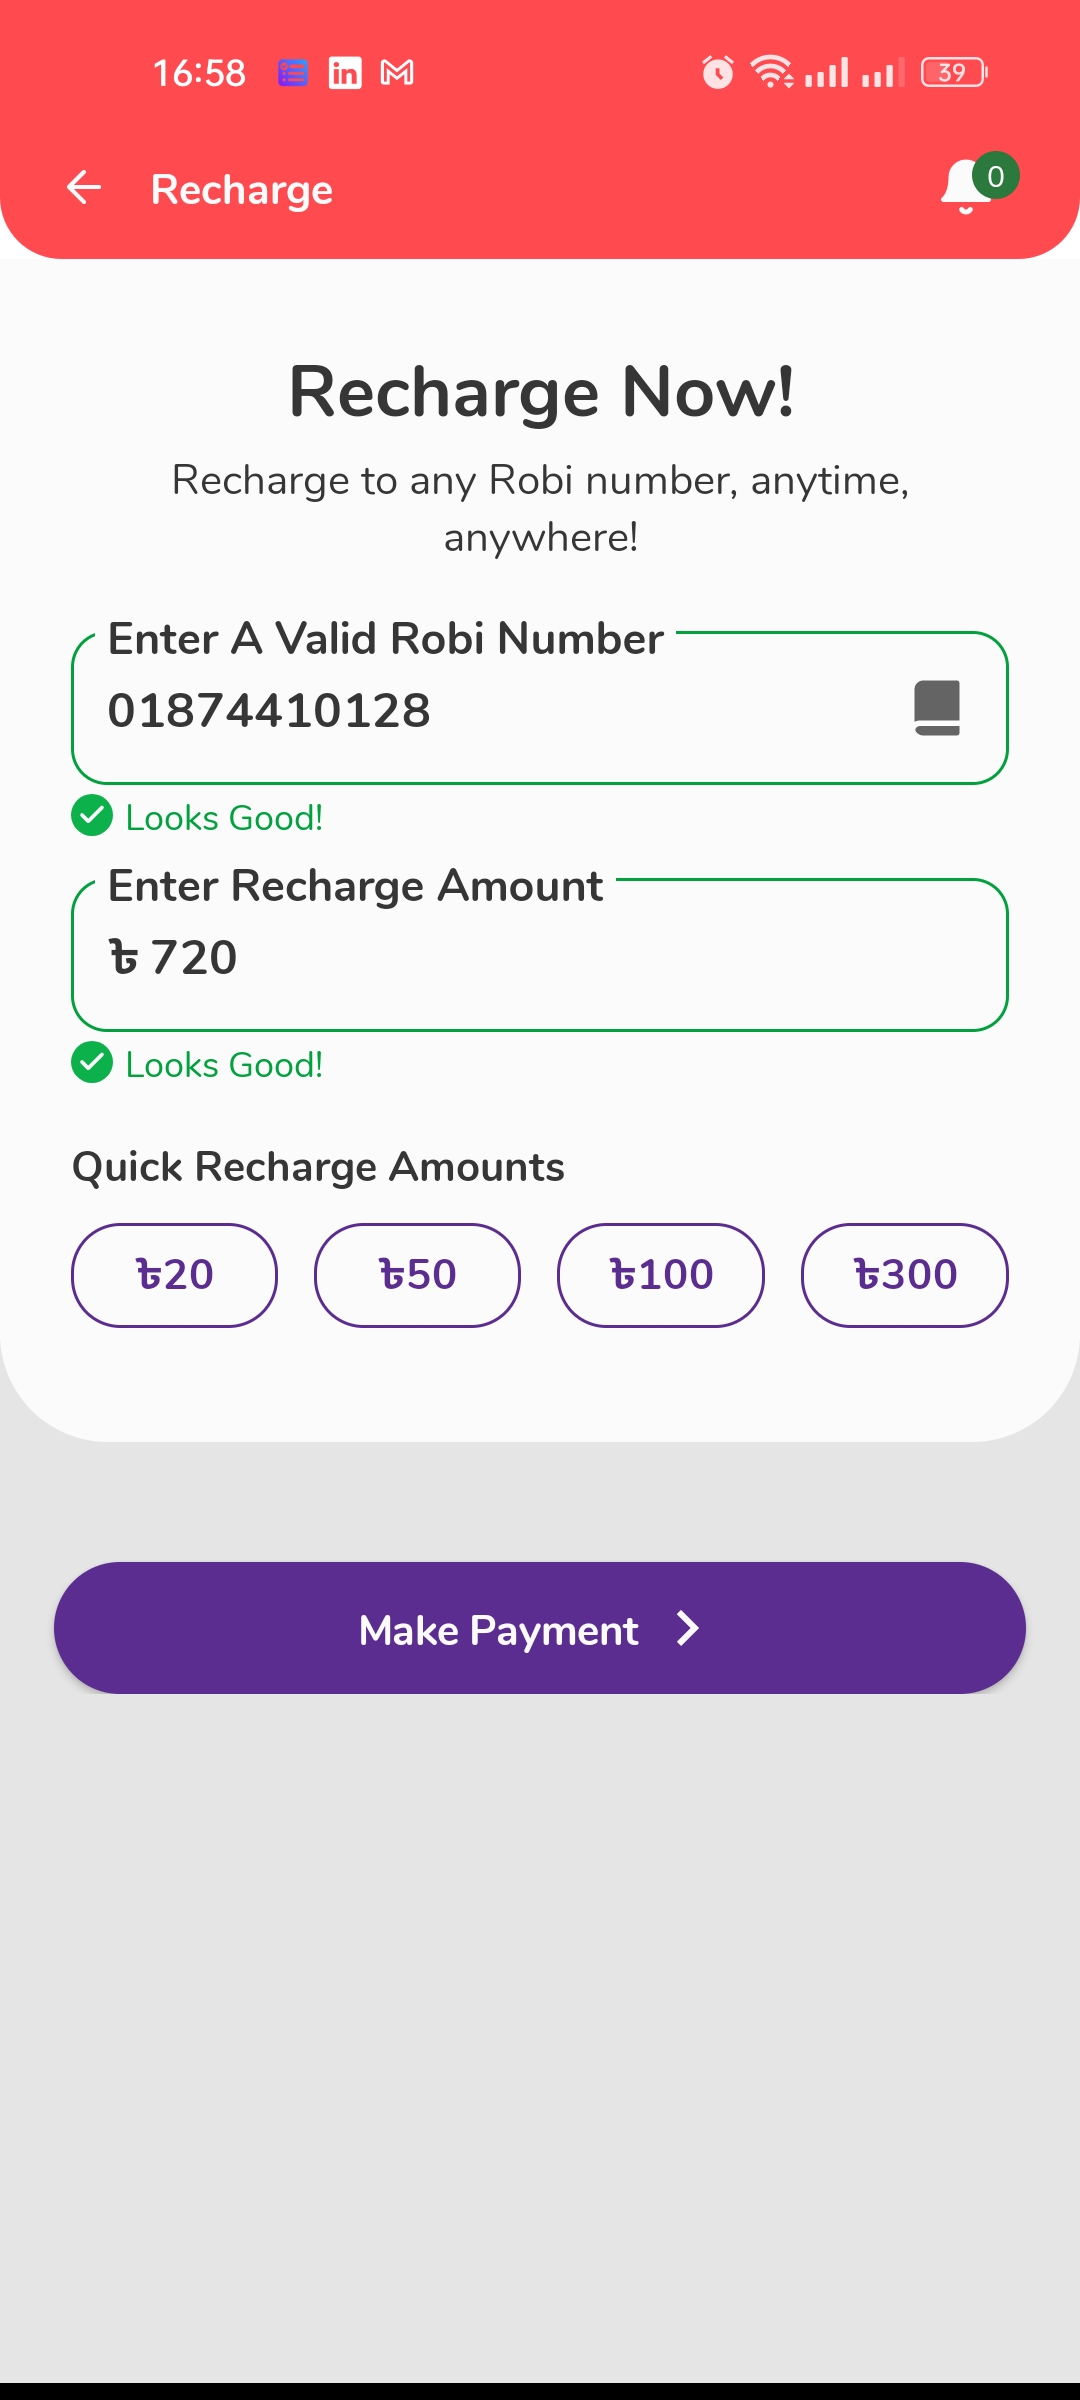 16:58
39
Recharge
0
Recharge Now!
Recharge to any Robi number, anytime,
anywhere!
Enter A Valid Robi Number
01874410128
Looks Good!
Enter Recharge Amount
৳ 720
Looks Good!
Quick Recharge Amounts
৳20 ৳50 ৳100 ৳300
Make Payment